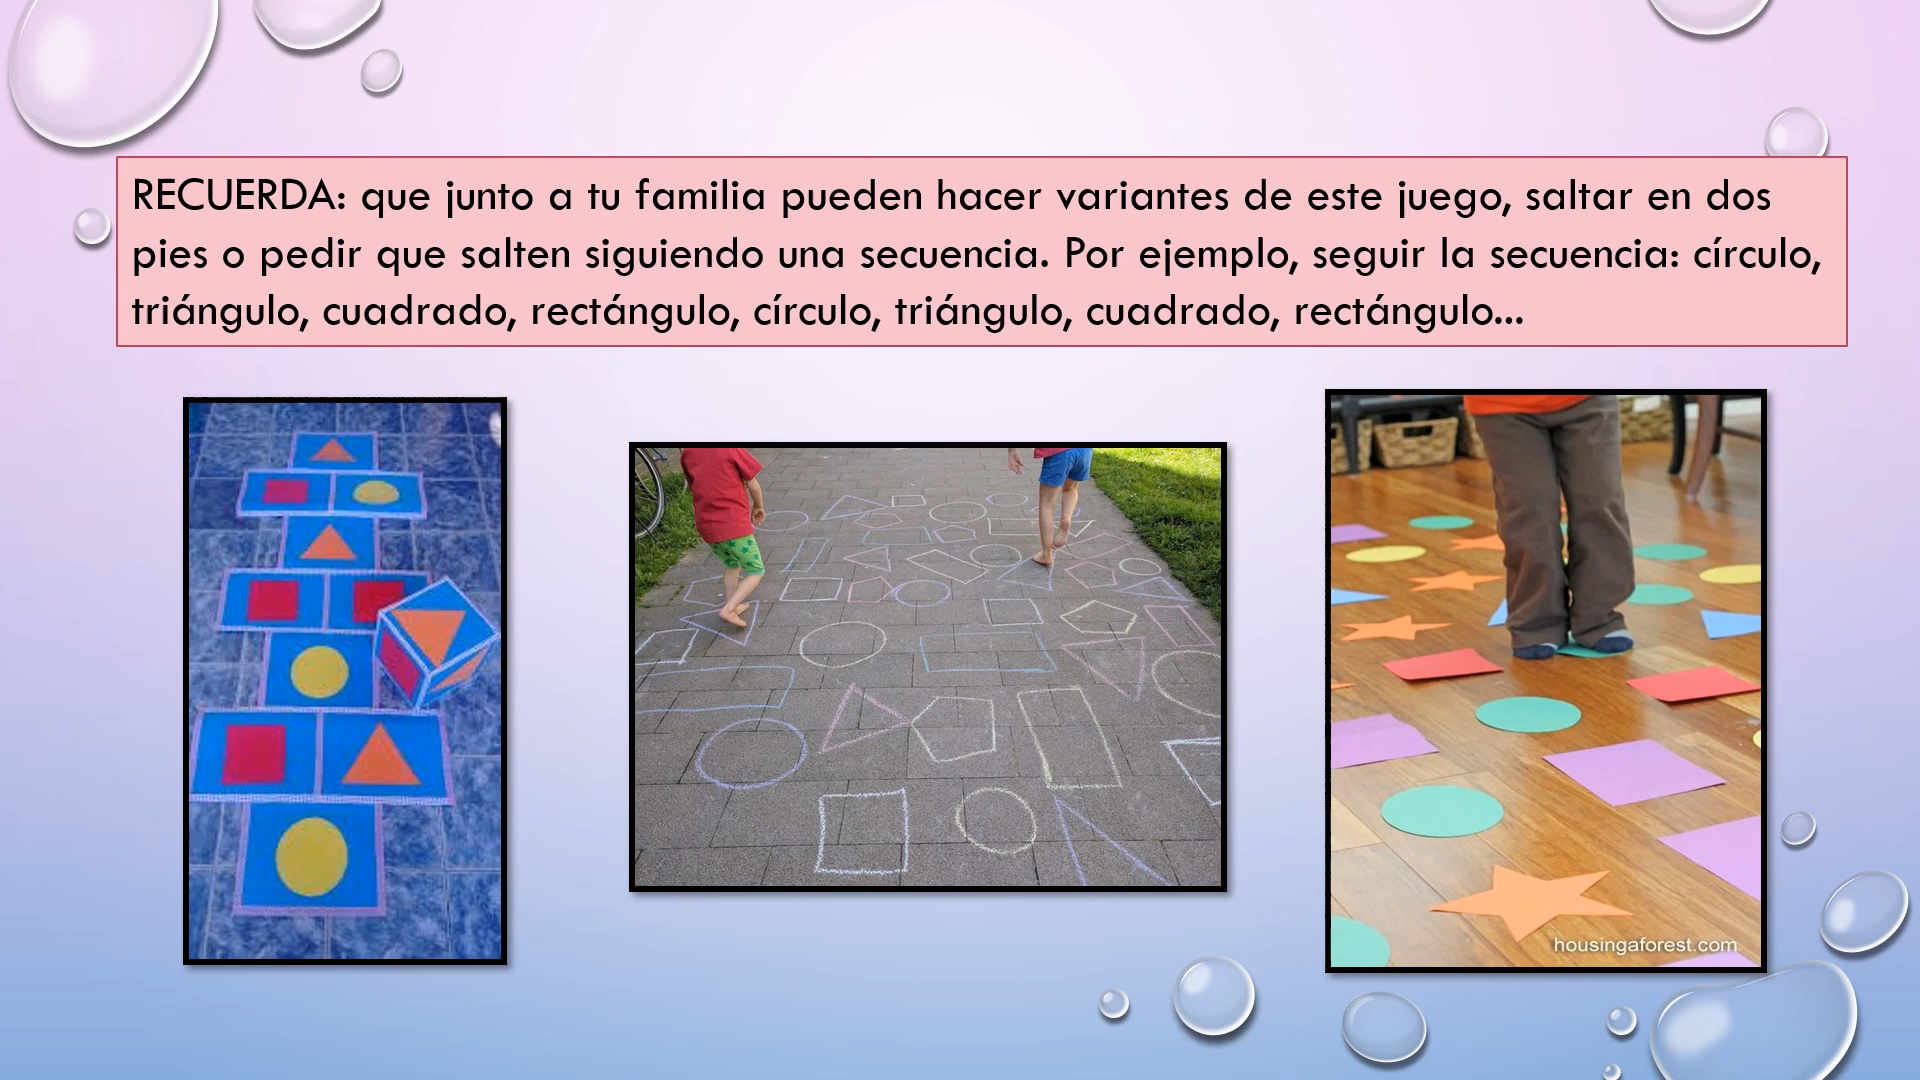 RECUERDA: que junto a tu familia pueden hacer variantes de este juego, saltar en dos
pies o pedir que salten siguiendo una secuencia. Por ejemplo, seguir la secuencia: círculo,
triángulo, cuadrado, rectángulo, círculo, triángulo, cuadrado, rectángulo...
housingaforest.com